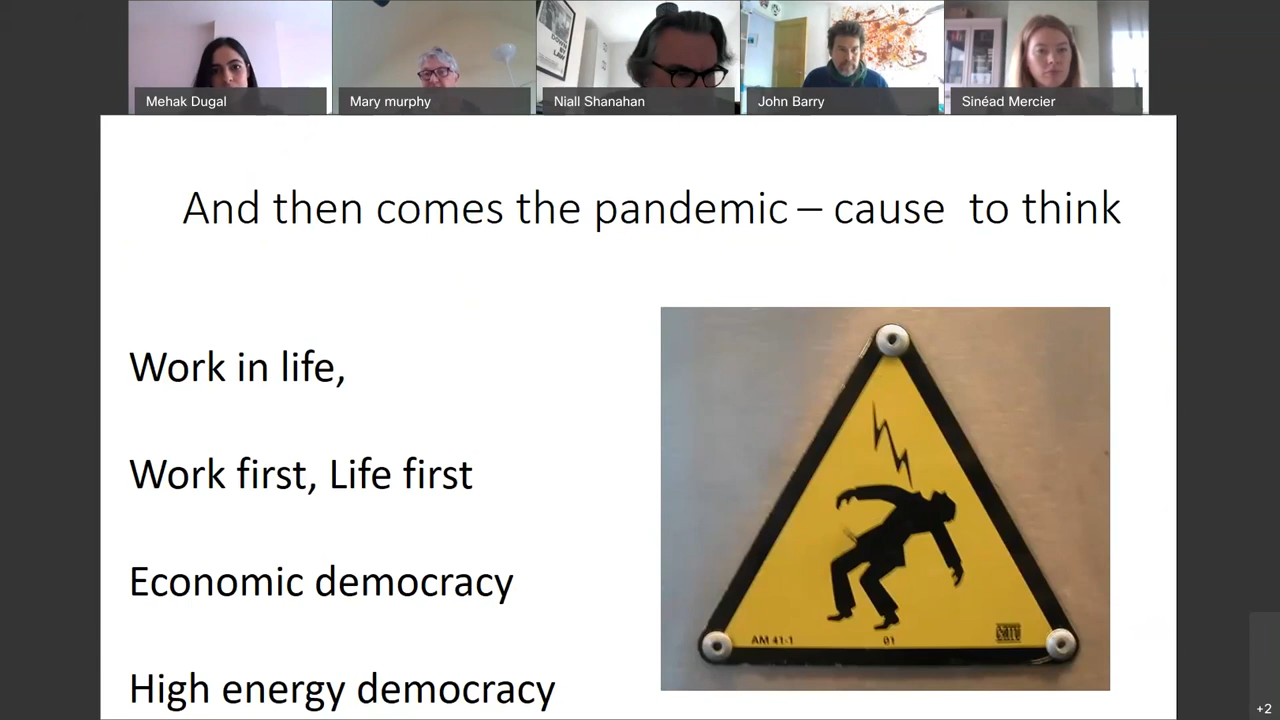 Mehak Dugal
Mary murphy
Niall Shanahan
John Barry
Sinéad Mercier
And then comes the pandemic – cause to think
Work in life,
Work first, Life first
Economic democracy
High energy democracy
AM 41-1
01
+2